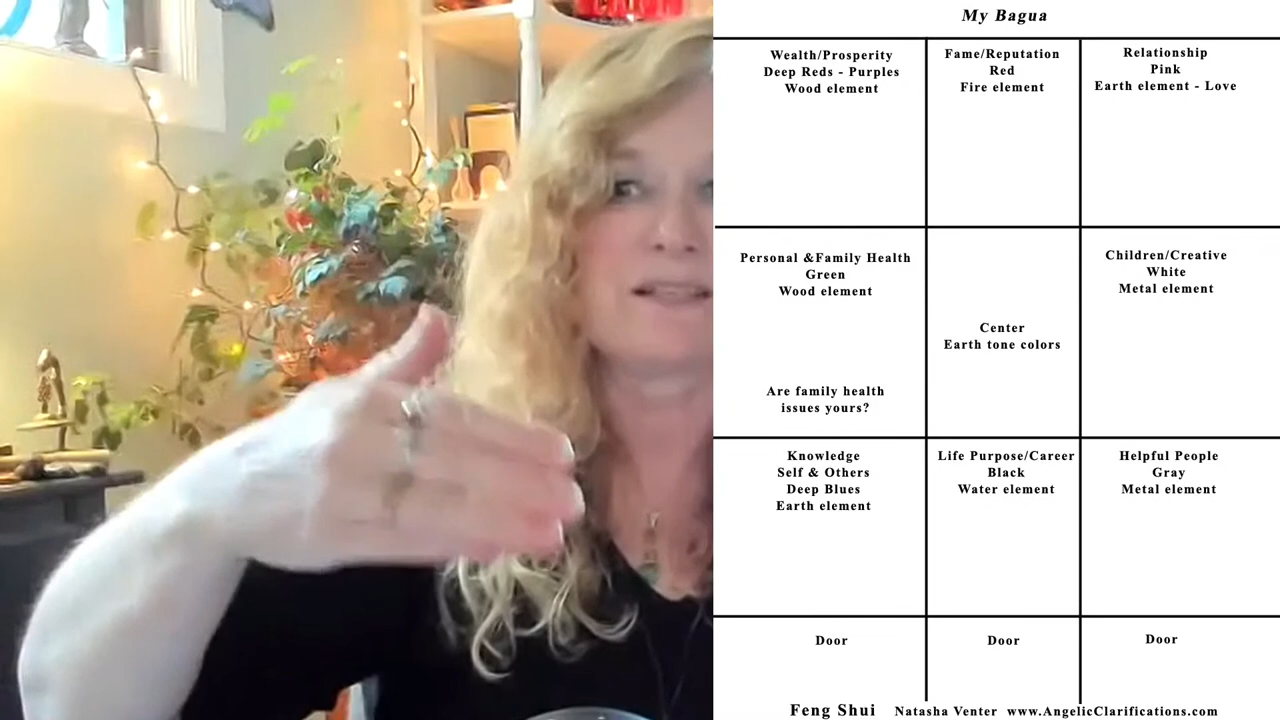 My Bagua
Wealth/Prosperity
Deep Reds - Purples
Wood element
Fame/Reputation
Red
Fire element
Relationship
Pink
Earth element - Love
Personal &Family Health
Green
Wood element
Are family health
issues yours?
Center
Earth tone colors
Children/Creative
White
Metal element
Knowledge
Self & Others
Deep Blues
Earth element
Life Purpose/Career
Black
Water element
Helpful People
Gray
Metal element
Door
Door
Door
Feng Shui Natasha Venter www.AngelicClarifications.com